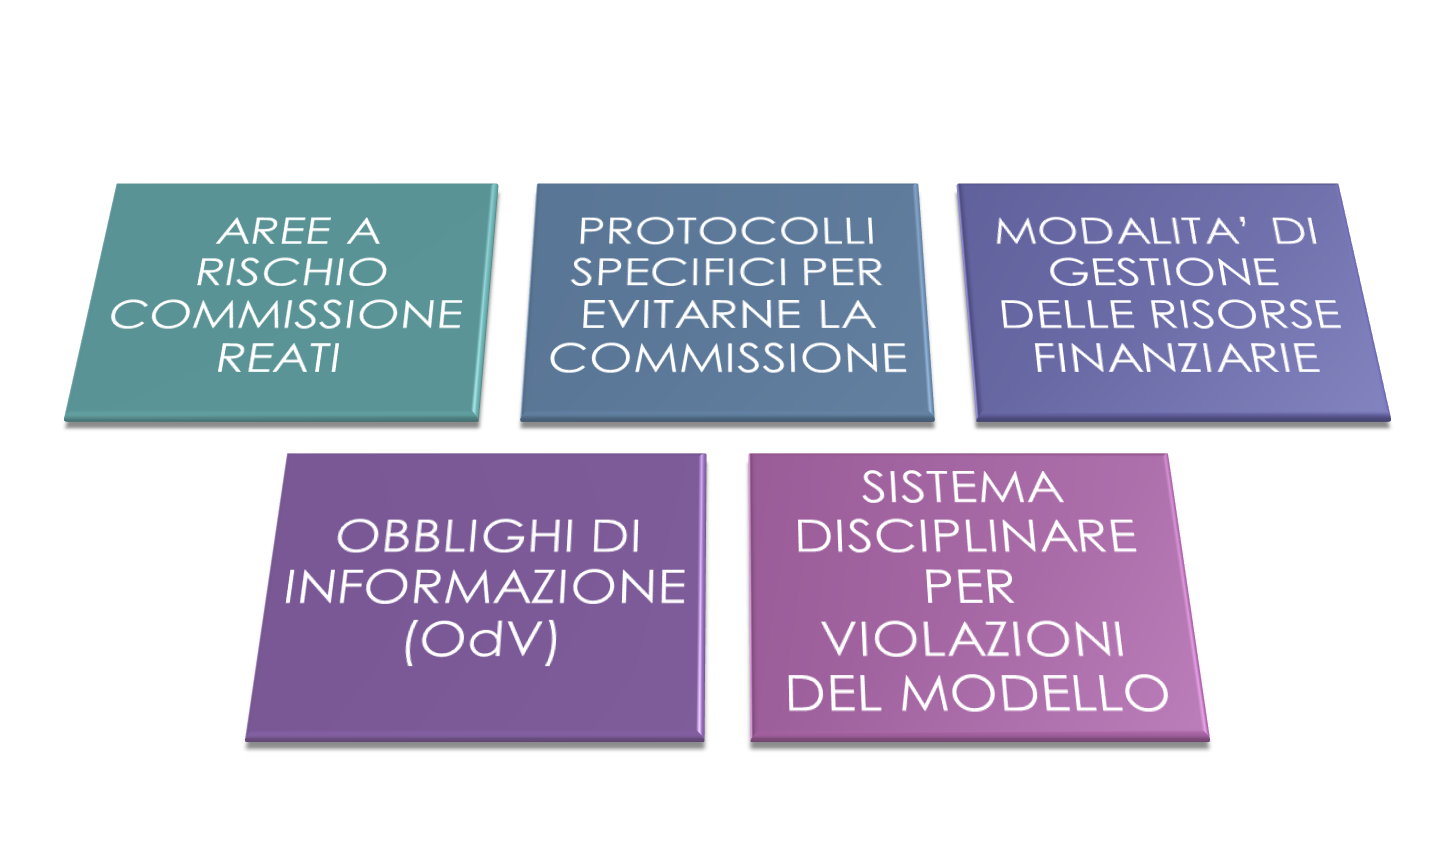 AREE A
RISCHIO
COMMISSIONE
REATI
PROTOCOLLI
SPECIFICI PER
EVITARNE LA
COMMISSIONE
MODALITA’ DI
GESTIONE
DELLE RISORSE
FINANZIARIE
OBBLIGHI DI
INFORMAZIONE
(OdV)
SISTEMA
DISCIPLINARE
PER
VIOLAZIONI
DEL MODELLO